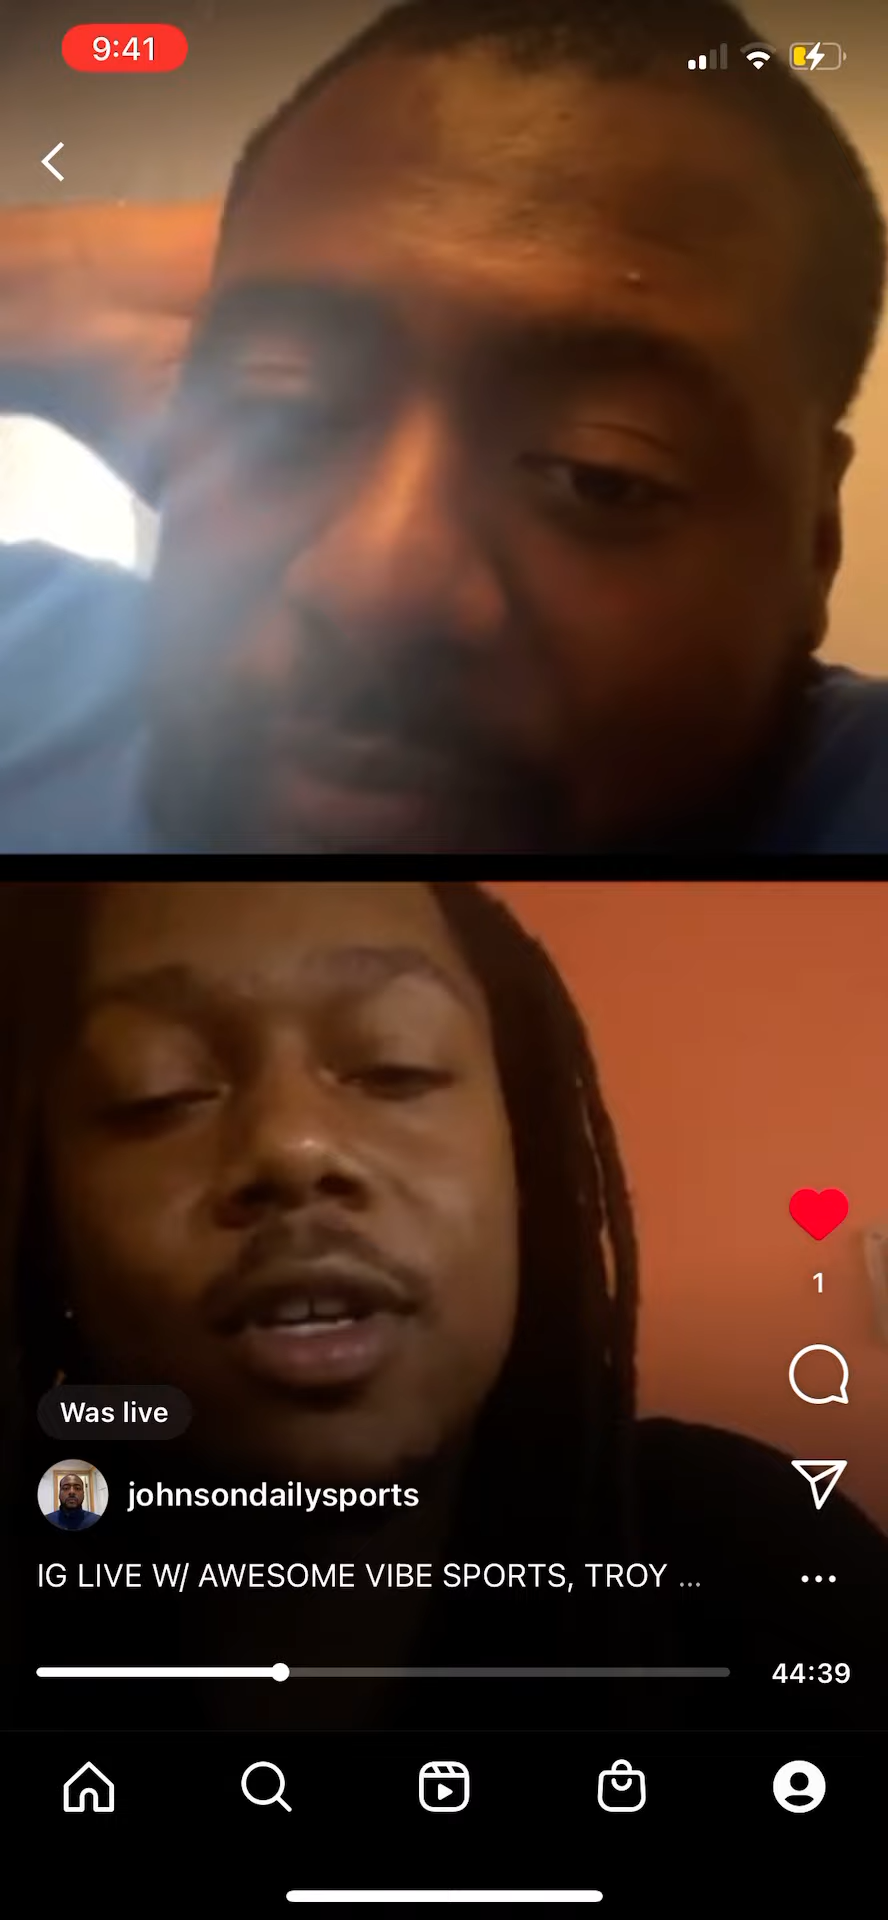 9:41
1
Was live
johnsondailysports
IG LIVE W/ AWESOME VIBE SPORTS, TROY ...
44:39